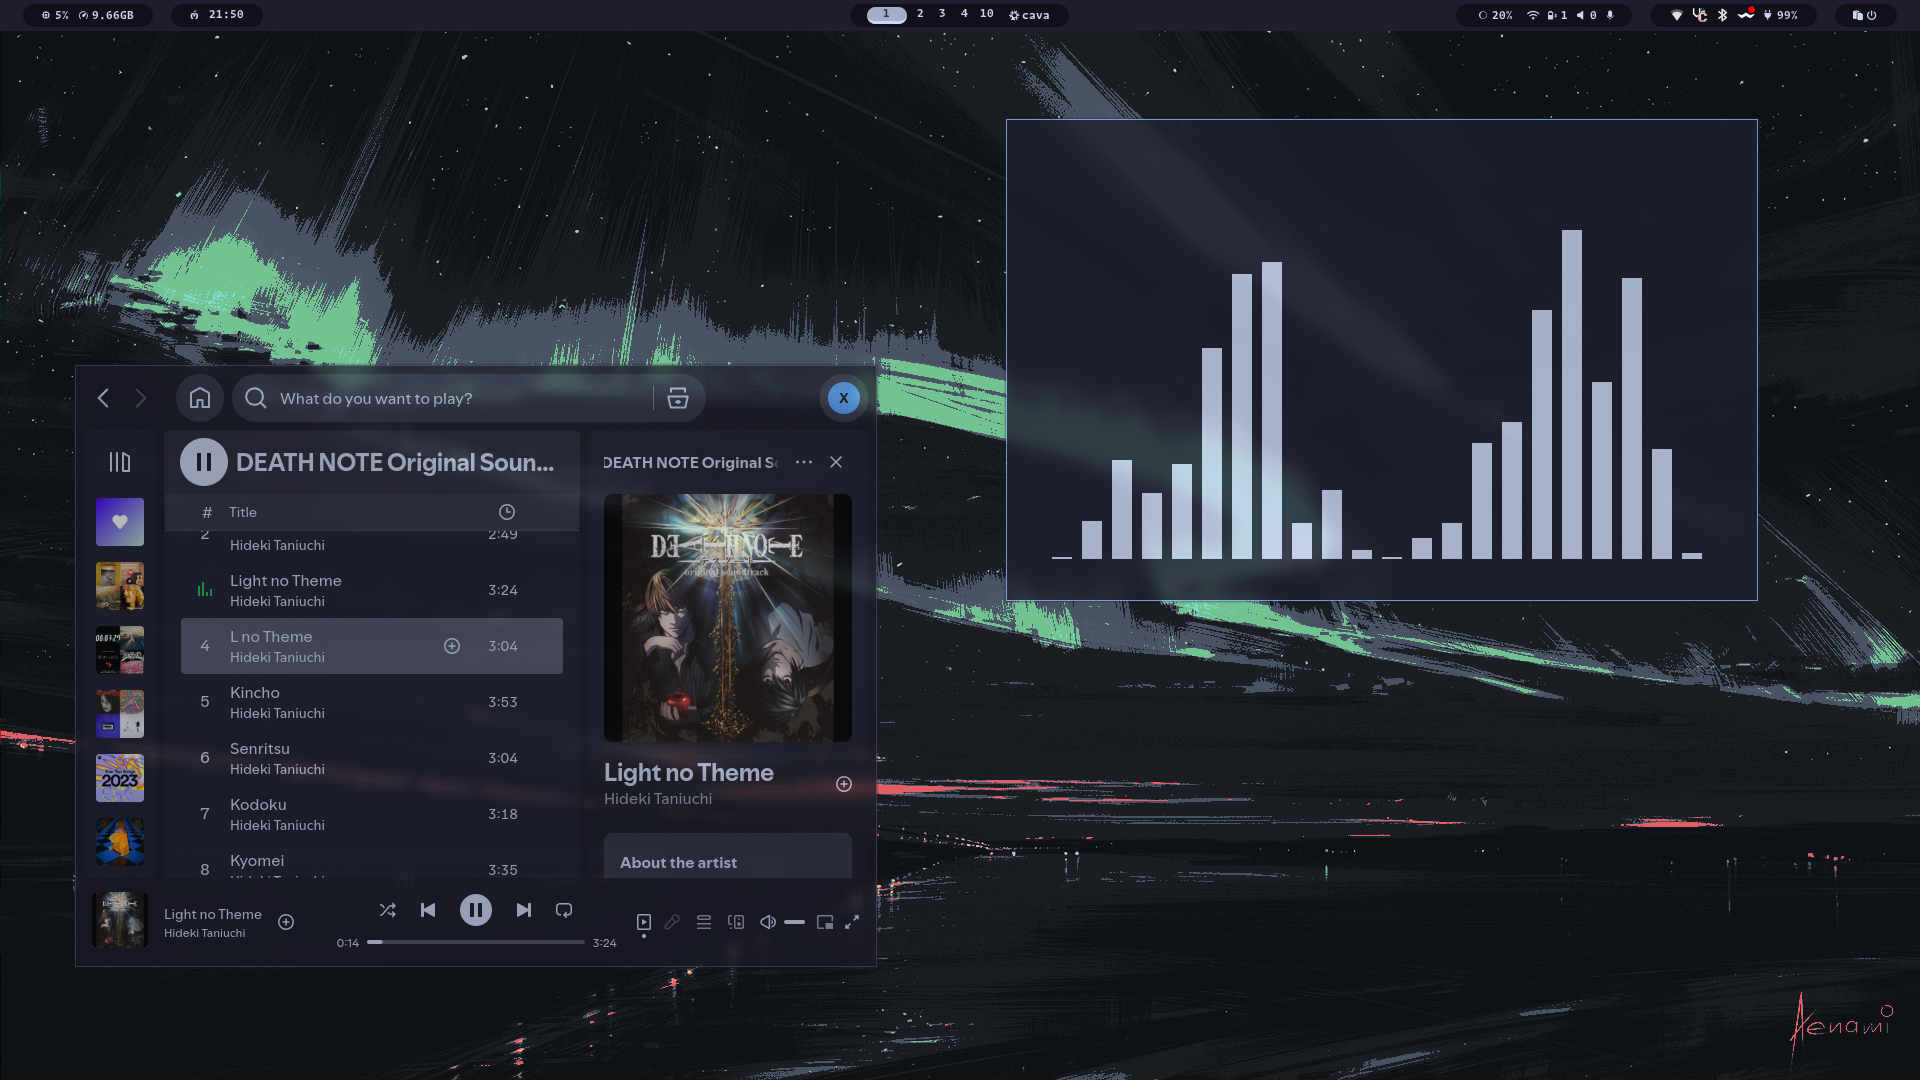 5% 9.66GB
21:50
1 2 3 4 10 cava
20% 1 0
99%
What do you want to play?
X
DEATH NOTE Original Soun...
# Title
2
2:49
Hideki Taniuchi
Light no Theme
Hideki Taniuchi
3:24
4
L no Theme
Hideki Taniuchi
3:04
5
Kincho
Hideki Taniuchi
3:53
6
Senritsu
Hideki Taniuchi
3:04
7
Kodoku
Hideki Taniuchi
3:18
8
Kyomei
3:35
DEATH NOTE Original S
DEATH NOTE
original soundtrack
Light no Theme
Hideki Taniuchi
About the artist
2023
Light no Theme
Hideki Taniuchi
0:14
3:24
Aenami